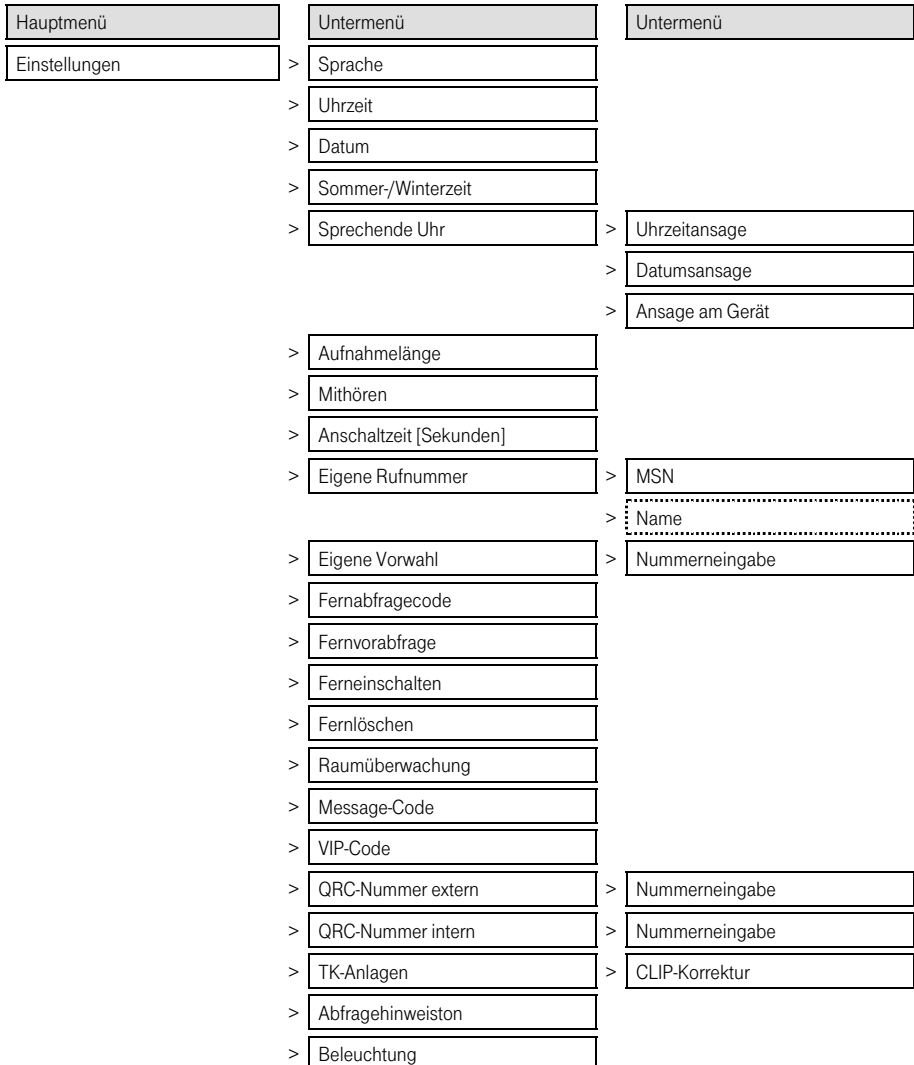 Hauptmenü Untermenü Untermenü
Einstellungen > Sprache
> Uhrzeit
> Datum
> Sommer-/Winterzeit
> Sprechende Uhr > Uhrzeitansage
> Datumsansage
> Ansage am Gerät
> Aufnahmelänge
> Mithören
> Anschaltzeit [Sekunden]
> Eigene Rufnummer > MSN
> Name
> Eigene Vorwahl > Nummerneingabe
> Fernabfragecode
> Fernvorabfrage
> Ferneinschalten
> Fernlöschen
> Raumüberwachung
> Message-Code
> VIP-Code
> QRC-Nummer extern > Nummerneingabe
> QRC-Nummer intern > Nummerneingabe
> TK-Anlagen > CLIP-Korrektur
> Abfragehinweiston
> Beleuchtung